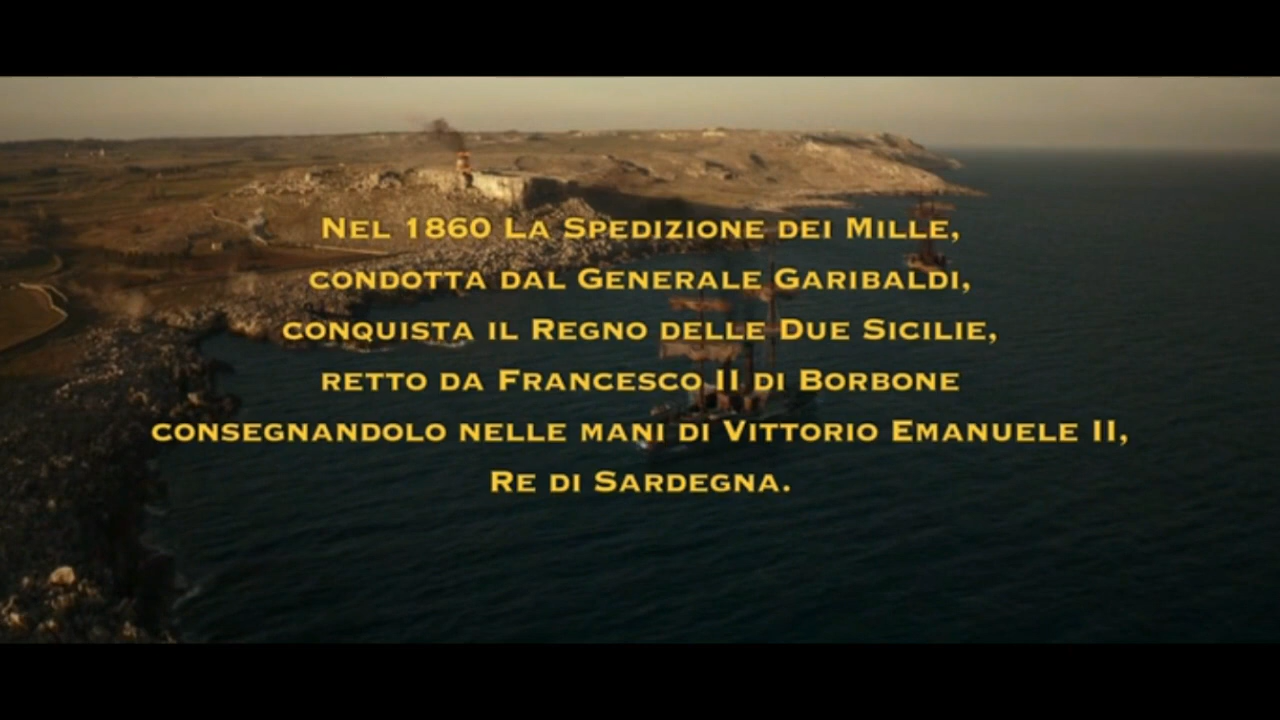 Nel 1860 La Spedizione dei Mille,
condotta dal Generale Garibaldi,
conquista il Regno delle Due Sicilie,
retto da Francesco II di Borbone
consegnandolo nelle mani di Vittorio Emanuele II,
Re di Sardegna.